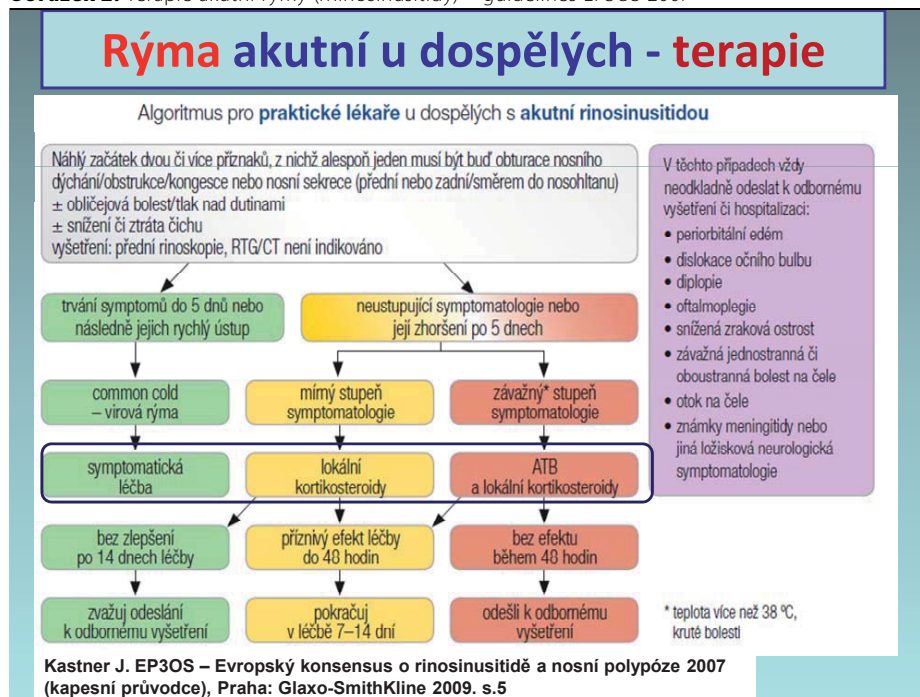 Rýma akutní u dospělých - terapie
Algoritmus pro praktické lékaře u dospělých s akutní rinosinusitidou
Náhlý začátek dvou či více příznaků, z nichž alespoň jeden musí být buď obturace nosního
dýchání/obstrukce/kongesce nebo nosní sekrece (přední nebo zadní/směrem do nosohltanu)
± obličejová bolest/tlak nad dutinami
± snížení či ztráta čichu
vyšetření: přední rinoskopie, RTG/CT není indikováno
V těchto případech vždy
neodkladně odeslat k odbornému
vyšetření či hospitalizaci:
• periorbitální edém
• dislokace očního bulbu
• diplopie
• oftalmoplegie
• snížená zraková ostrost
• závažná jednostranná či
oboustranná bolest na čele
• otok na čele
• známky meningitidy nebo
jiná ložisková neurologická
symptomatologie
trvání symptomů do 5 dnů nebo
následně jejich rychlý ústup
neustupující symptomatologie nebo
její zhoršení po 5 dnech
common cold
– virová rýma
mírný stupeň
symptomatologie
závažný* stupeň
symptomatologie
symptomatická
léčba
lokální
kortikosteroidy
ATB
a lokální kortikosteroidy
bez zlepšení
po 14 dnech léčby
příznivý efekt léčby
do 48 hodin
bez efektu
během 48 hodin
zvažuj odeslání
k odbornému vyšetření
pokračuj
v léčbě 7–14 dní
odešli k odbornému
vyšetření
* teplota více než 38 ºC,
kruté bolesti
Kastner J. EP3OS – Evropský konsensus o rinosinusitidě a nosní polypóze 2007
(kapesní průvodce), Praha: Glaxo-SmithKline 2009. s.5